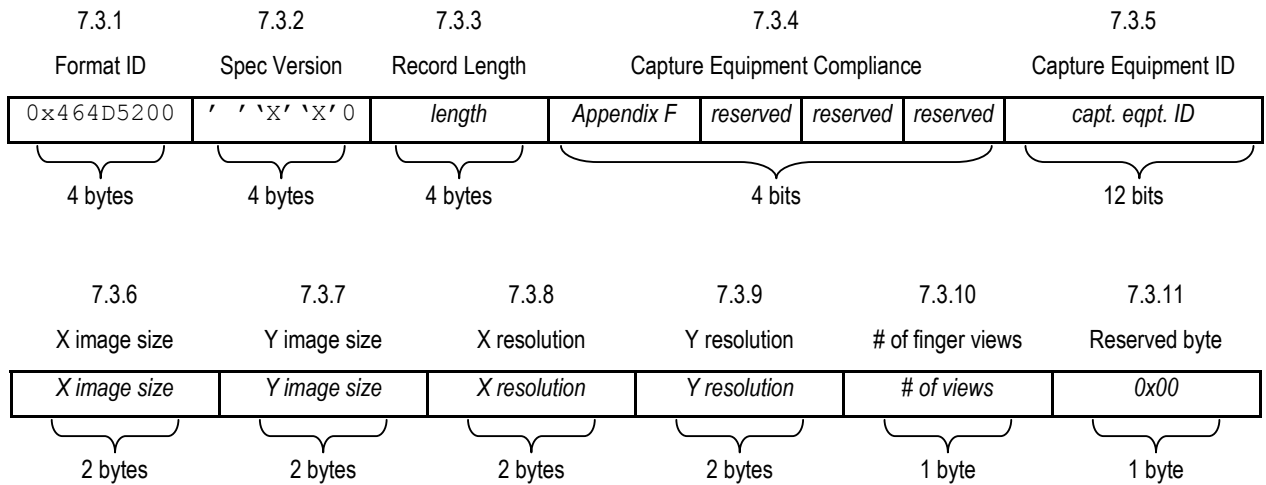 7.3.1 7.3.2 7.3.3 7.3.4 7.3.5
Format ID Spec Version Record Length Capture Equipment Compliance Capture Equipment ID
0x464D5200 ’ ’‘X’‘X’0 length Appendix F reserved reserved reserved capt. eqpt. ID
4 bytes 4 bytes 4 bytes 4 bits 12 bits
7.3.6 7.3.7 7.3.8 7.3.9 7.3.10 7.3.11
X image size Y image size X resolution Y resolution # of finger views Reserved byte
X image size Y image size X resolution Y resolution # of views 0x00
2 bytes 2 bytes 2 bytes 2 bytes 1 byte 1 byte